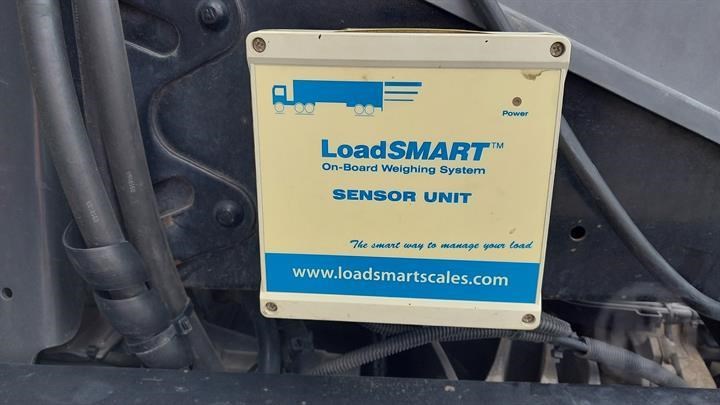 Power
LoadSMART™
On-Board Weighing System
SENSOR UNIT
The smart way to manage your load
www.loadsmartscales.com